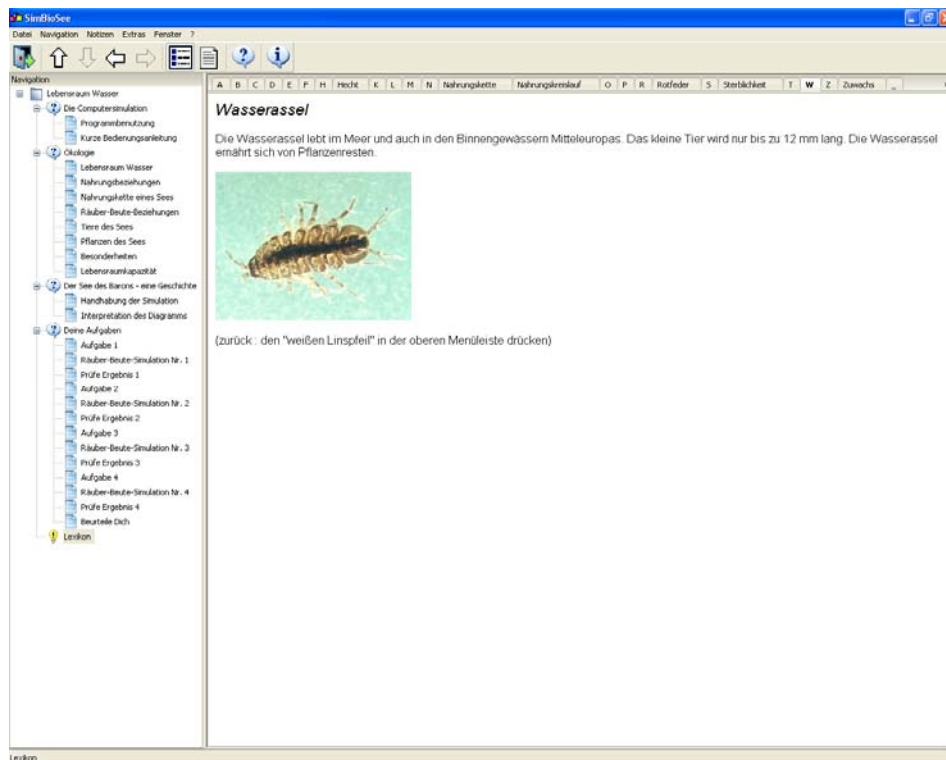 SimBioSee
Datei Navigation Notizen Extras Fenster ?
Navigation
Lebensraum Wasser
Die Computersimulation
Programmbenutzung
Kurze Bedienungsanleitung
Ökologie
Lebensraum Wasser
Nahrungsbeziehungen
Nahrungskette eines Sees
Räuber-Beute-Beziehungen
Tiere des Sees
Pflanzen des Sees
Besonderheiten
Lebensraumkapazität
Der See des Barons - eine Geschichte
Handhabung der Simulation
Interpretation des Diagramms
Deine Aufgaben
Aufgabe 1
Räuber-Beute-Simulation Nr. 1
Prüfe Ergebnis 1
Aufgabe 2
Räuber-Beute-Simulation Nr. 2
Prüfe Ergebnis 2
Aufgabe 3
Räuber-Beute-Simulation Nr. 3
Prüfe Ergebnis 3
Aufgabe 4
Räuber-Beute-Simulation Nr. 4
Prüfe Ergebnis 4
Beurteile Dich
Lexikon
A B C D E F H Hecht K L M N Nahrungskette Nahrungskreislauf O P R Rotfeder S Sterblichkeit T W Z Zuwachs _
Wasserassel
Die Wasserassel lebt im Meer und auch in den Binnengewässern Mitteleuropas. Das kleine Tier wird nur bis zu 12 mm lang. Die Wasserassel
ernährt sich von Pflanzenresten.
(zurück : den "weißen Linspfeil" in der oberen Menüleiste drücken)
Lexikon